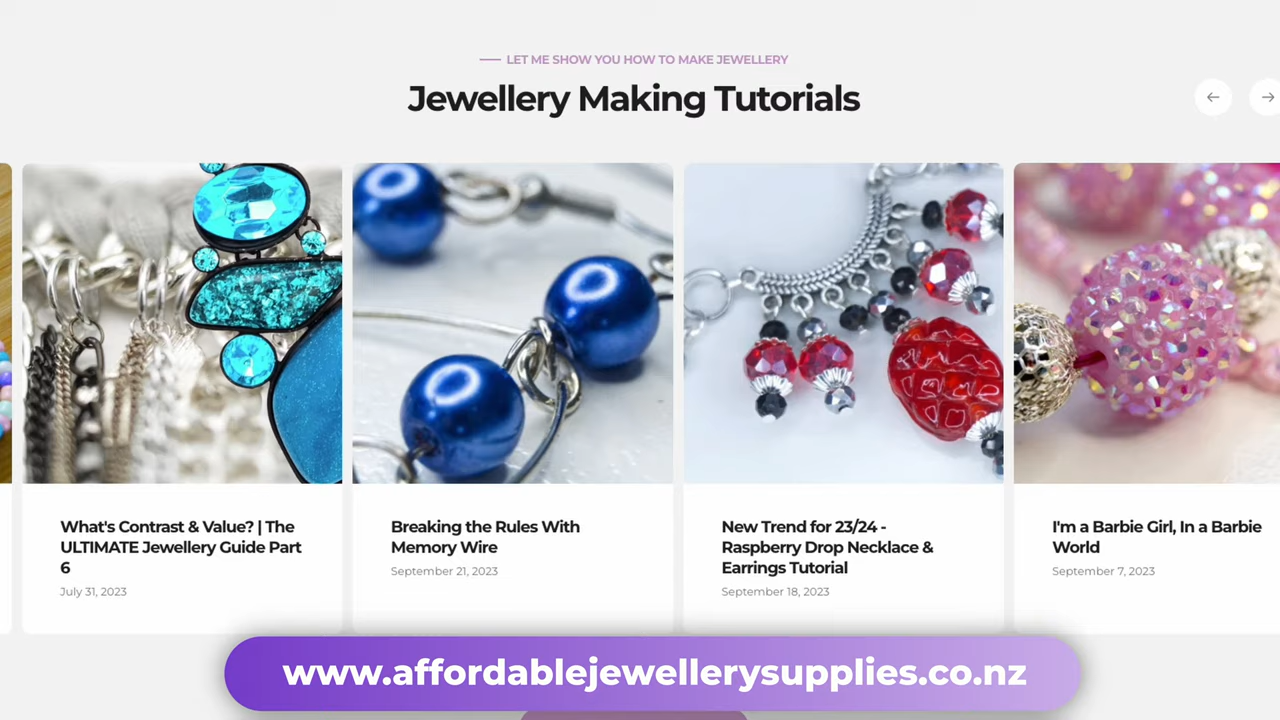 LET ME SHOW YOU HOW TO MAKE JEWELLERY
Jewellery Making Tutorials
What's Contrast & Value? | The
ULTIMATE Jewellery Guide Part
6
July 31, 2023
Breaking the Rules With
Memory Wire
September 21, 2023
New Trend for 23/24 -
Raspberry Drop Necklace &
Earrings Tutorial
September 18, 2023
I'm a Barbie Girl, In a Barbie
World
September 7, 2023
www.affordablejewellerysupplies.co.nz